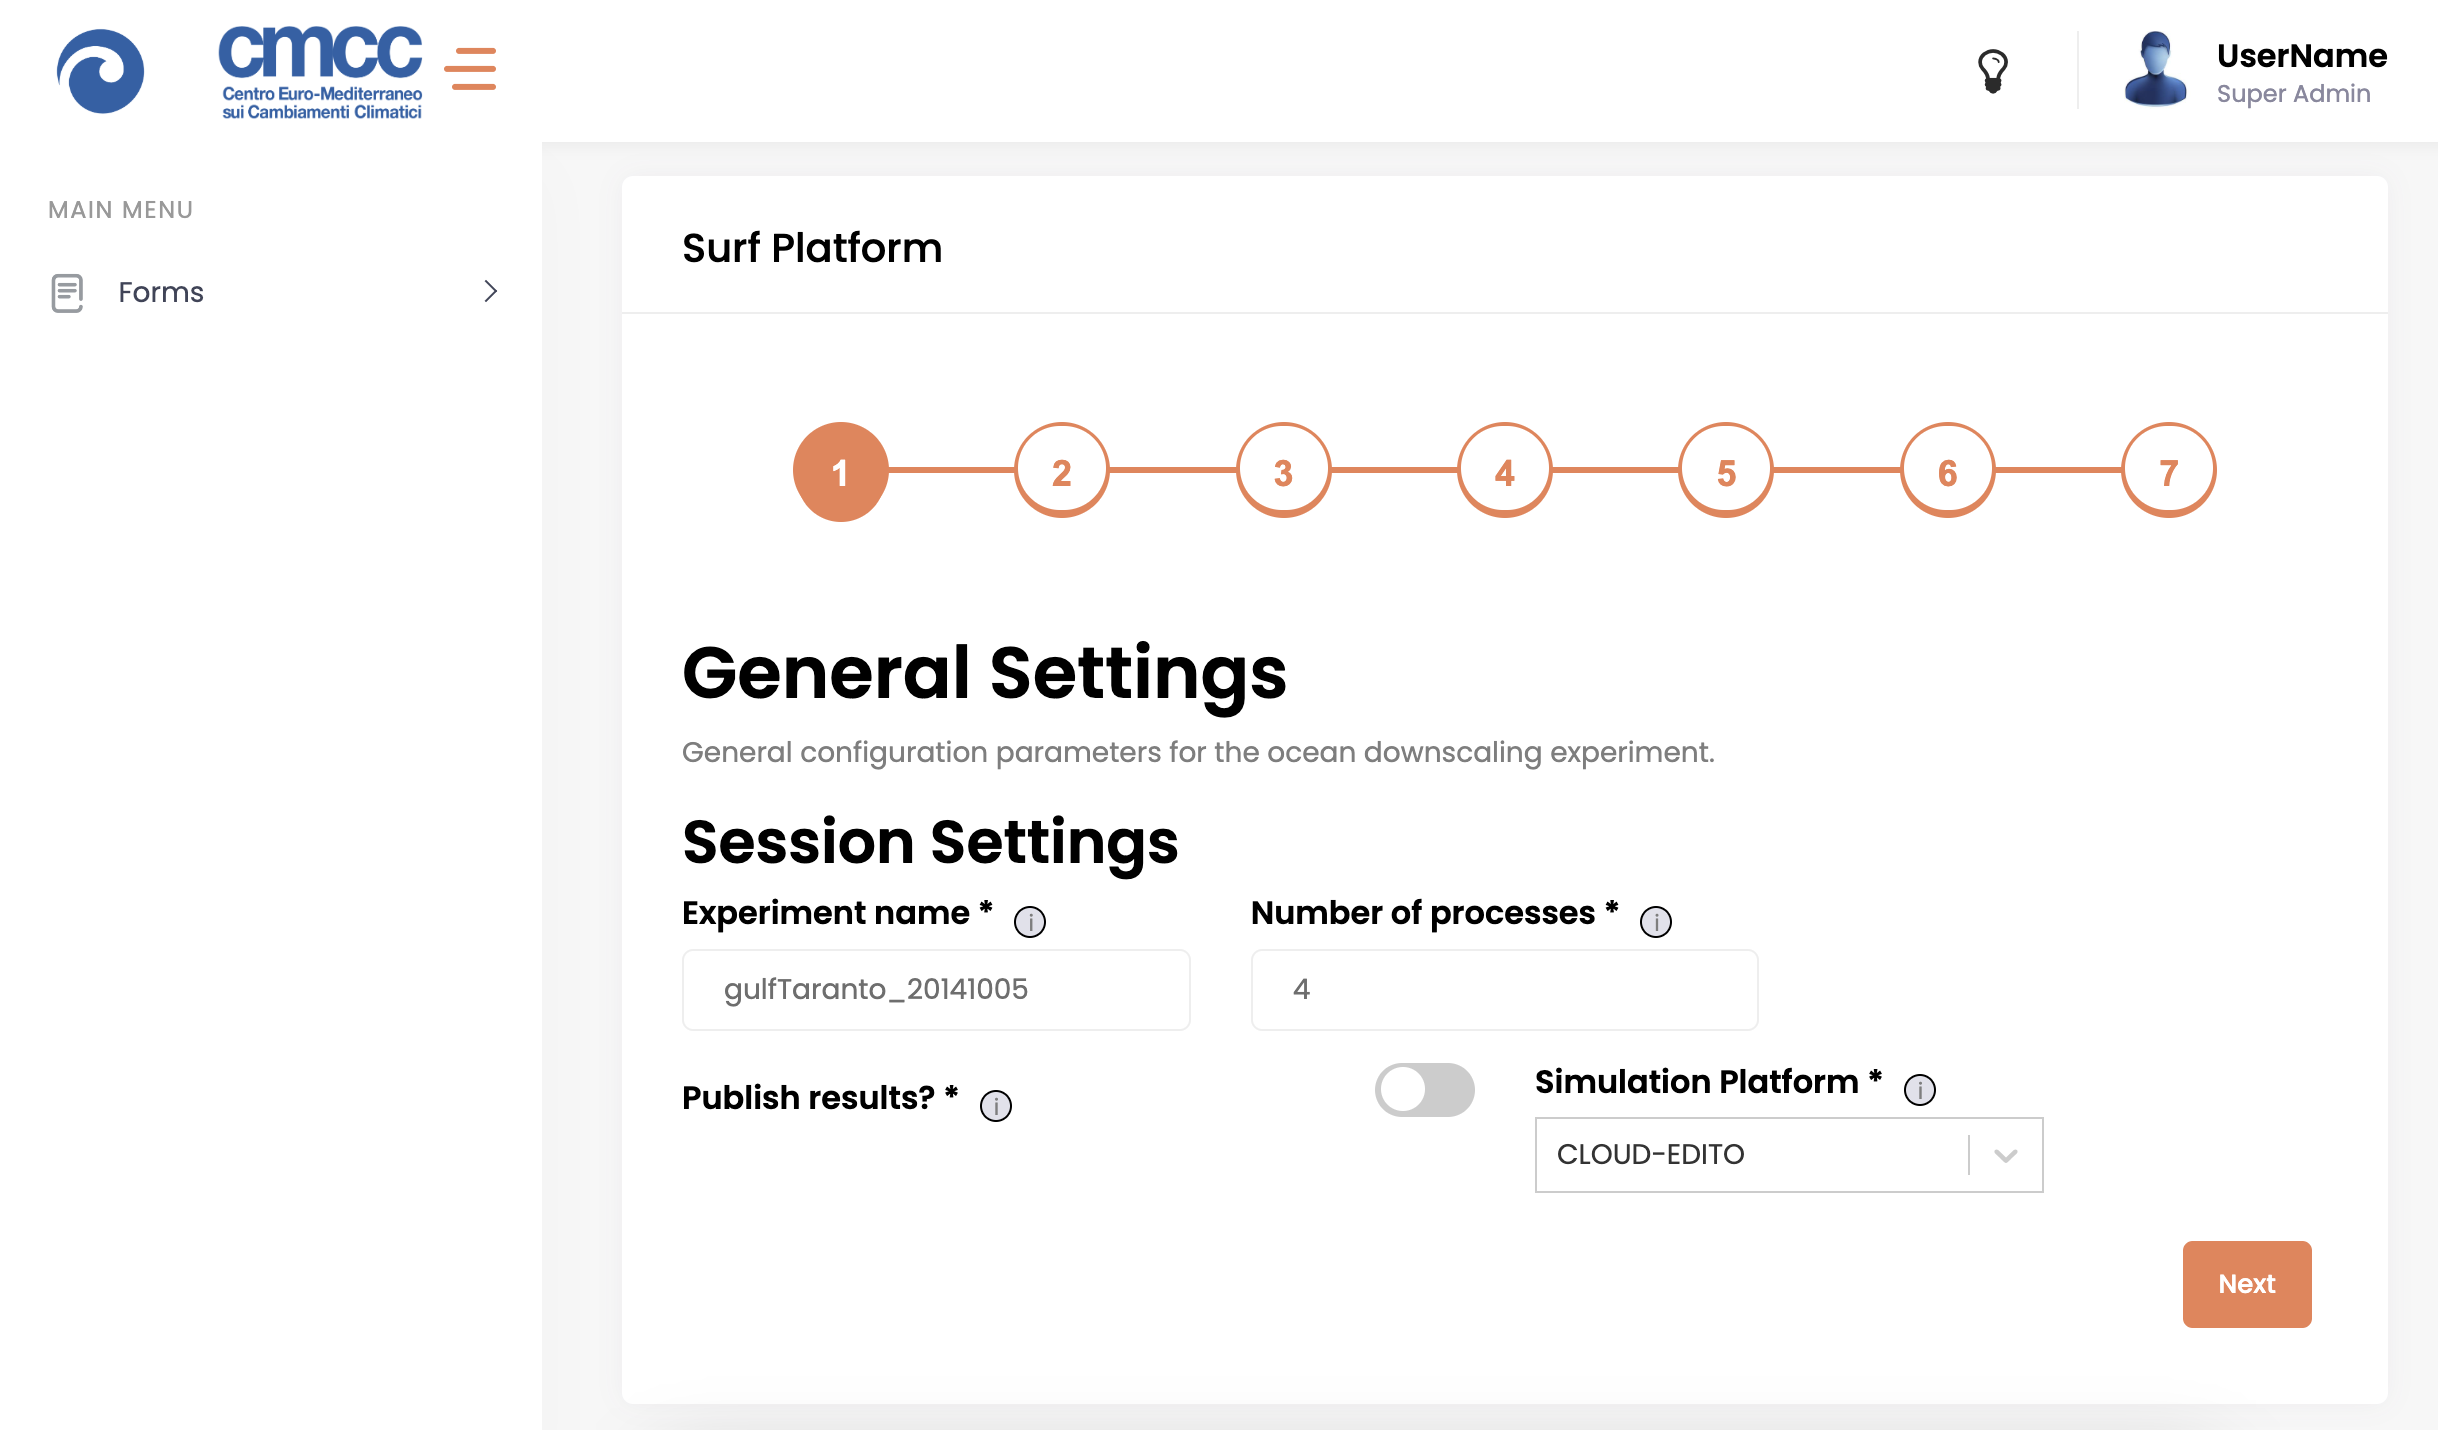 cmcc
Centro Euro-Mediterraneo
sui Cambiamenti Climatici
UserName
Super Admin
MAIN MENU
Forms
Surf Platform
1 2 3 4 5 6 7
General Settings
General configuration parameters for the ocean downscaling experiment.
Session Settings
Experiment name * i
Number of processes * i
gulfTaranto_20141005
4
Publish results? * i
Simulation Platform * i
CLOUD-EDITO
Next